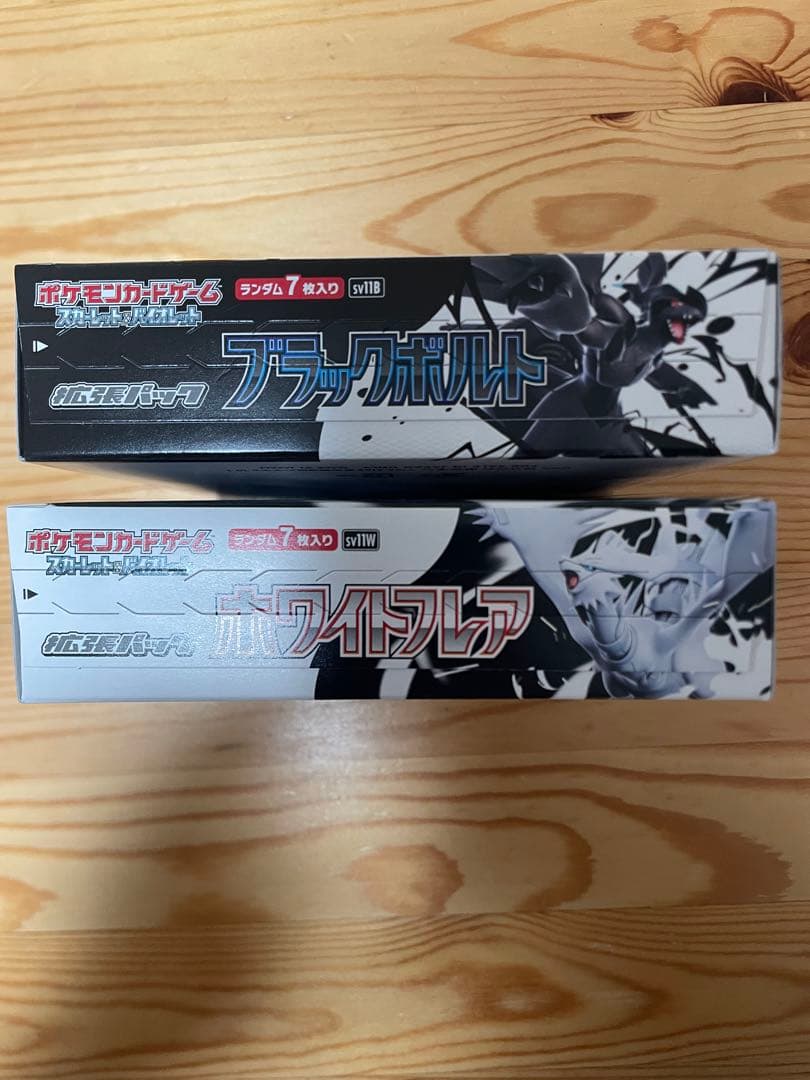 ポケモンカードゲーム
スカーレット&バイオレット
ランダム7枚入り
sv11B
拡張パック
ブラックボルト
ポケモンカードゲーム
スカーレット&バイオレット
ランダム7枚入り
sv11W
拡張パック
ホワイトフレア